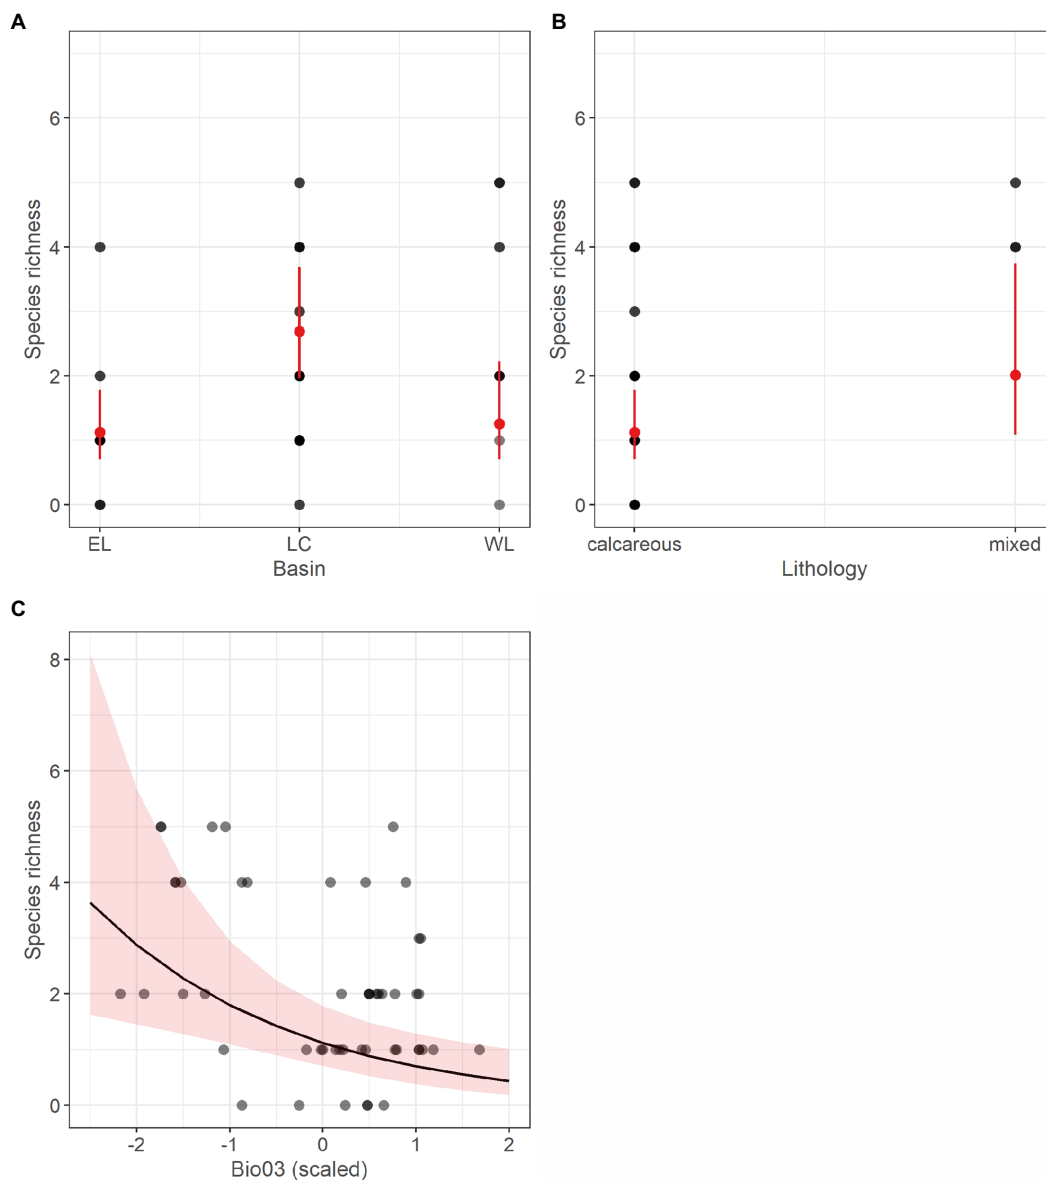 A
Species richness
6
4
2
0
EL LC WL
Basin
B
Species richness
6
4
2
0
calcareous mixed
Lithology
C
Species richness
8
6
4
2
0
-2 -1 0 1 2
Bio03 (scaled)